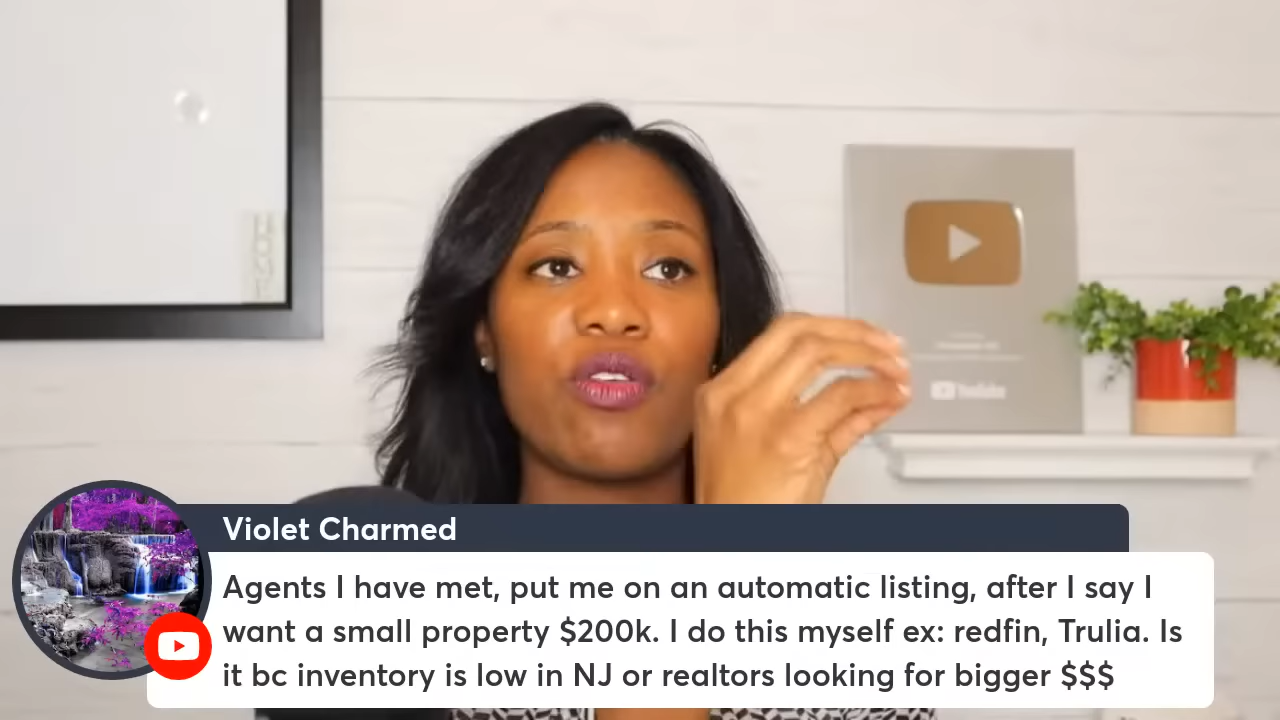 YouTube
Violet Charmed
Agents I have met, put me on an automatic listing, after I say I
want a small property $200k. I do this myself ex: redfin, Trulia. Is
it bc inventory is low in NJ or realtors looking for bigger $$$